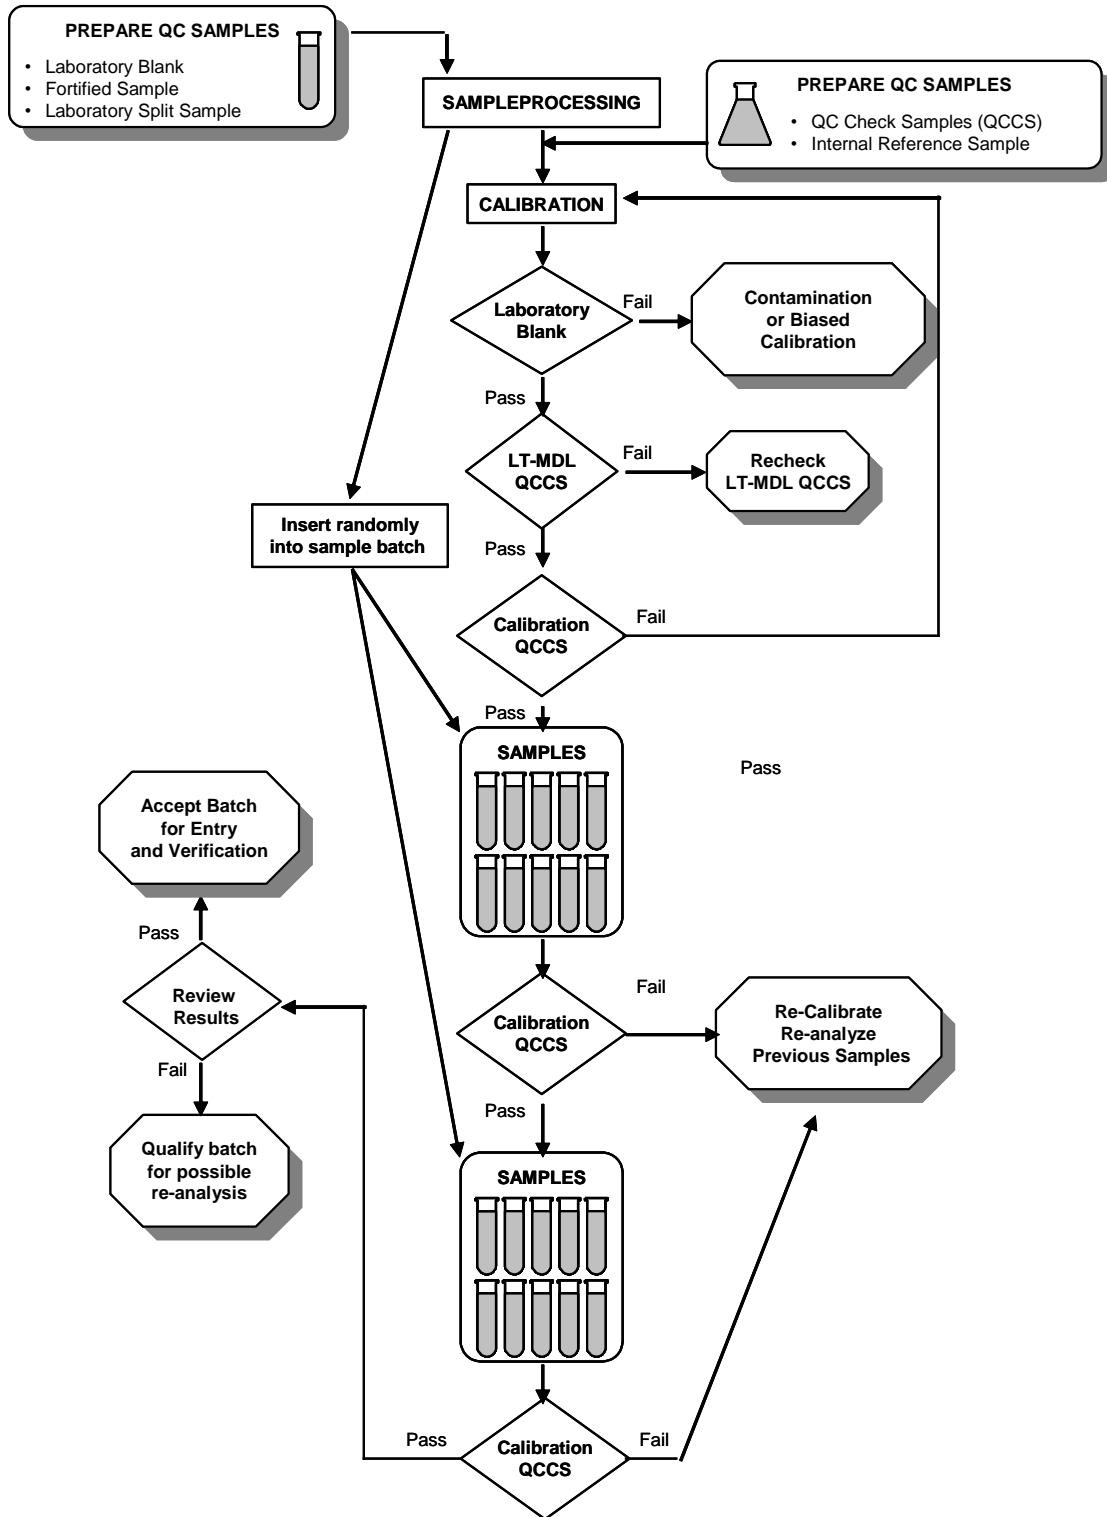 PREPARE QC SAMPLES
• Laboratory Blank
• Fortified Sample
• Laboratory Split Sample
SAMPLEPROCESSING
PREPARE QC SAMPLES
• QC Check Samples (QCCS)
• Internal Reference Sample
CALIBRATION
Laboratory
Blank
Fail
Contamination
or Biased
Calibration
Pass
LT-MDL
QCCS
Fail
Recheck
LT-MDL QCCS
Insert randomly
into sample batch
Pass
Calibration
QCCS
Fail
Pass
SAMPLES
Pass
Accept Batch
for Entry
and Verification
Pass
Review
Results
Fail
Qualify batch
for possible
re-analysis
Calibration
QCCS
Fail
Re-Calibrate
Re-analyze
Previous Samples
Pass
SAMPLES
Pass
Calibration
QCCS
Fail